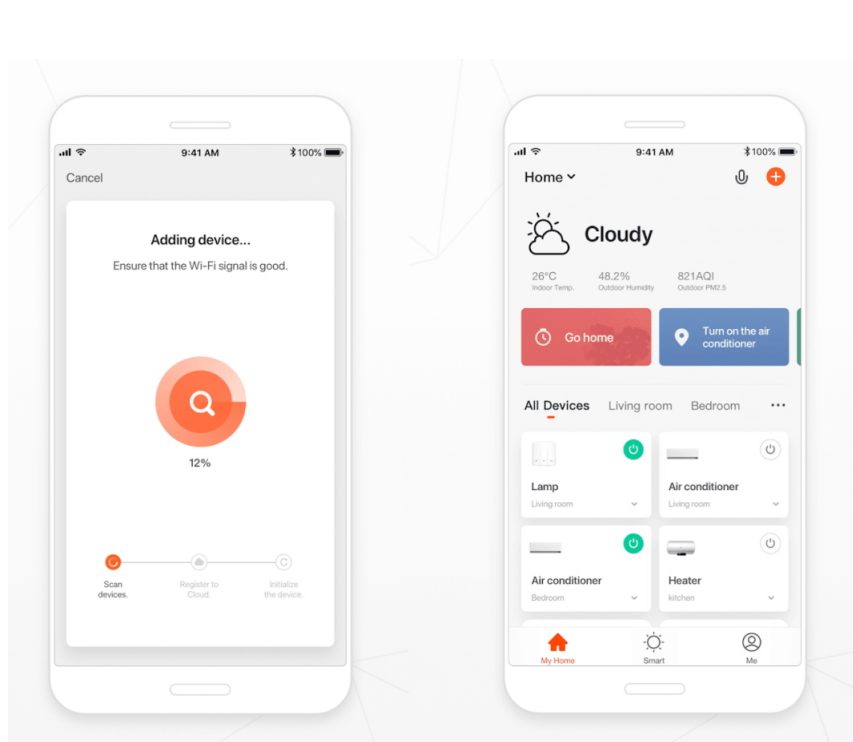 9:41 AM
100%
Cancel
Adding device...
Ensure that the Wi-Fi signal is good.
12%
Scan
devices.
Register to
Cloud.
Initialize
the device.
9:41 AM
100%
Home
Cloudy
26°C
48.2%
821AQI
Indoor Temp.
Outdoor Humidity
Outdoor PM2.5
Go home
Turn on the air
conditioner
All Devices
Living room
Bedroom
...
Lamp
Living room
Air conditioner
Living room
Air conditioner
Bedroom
Heater
kitchen
My Home
Smart
Me